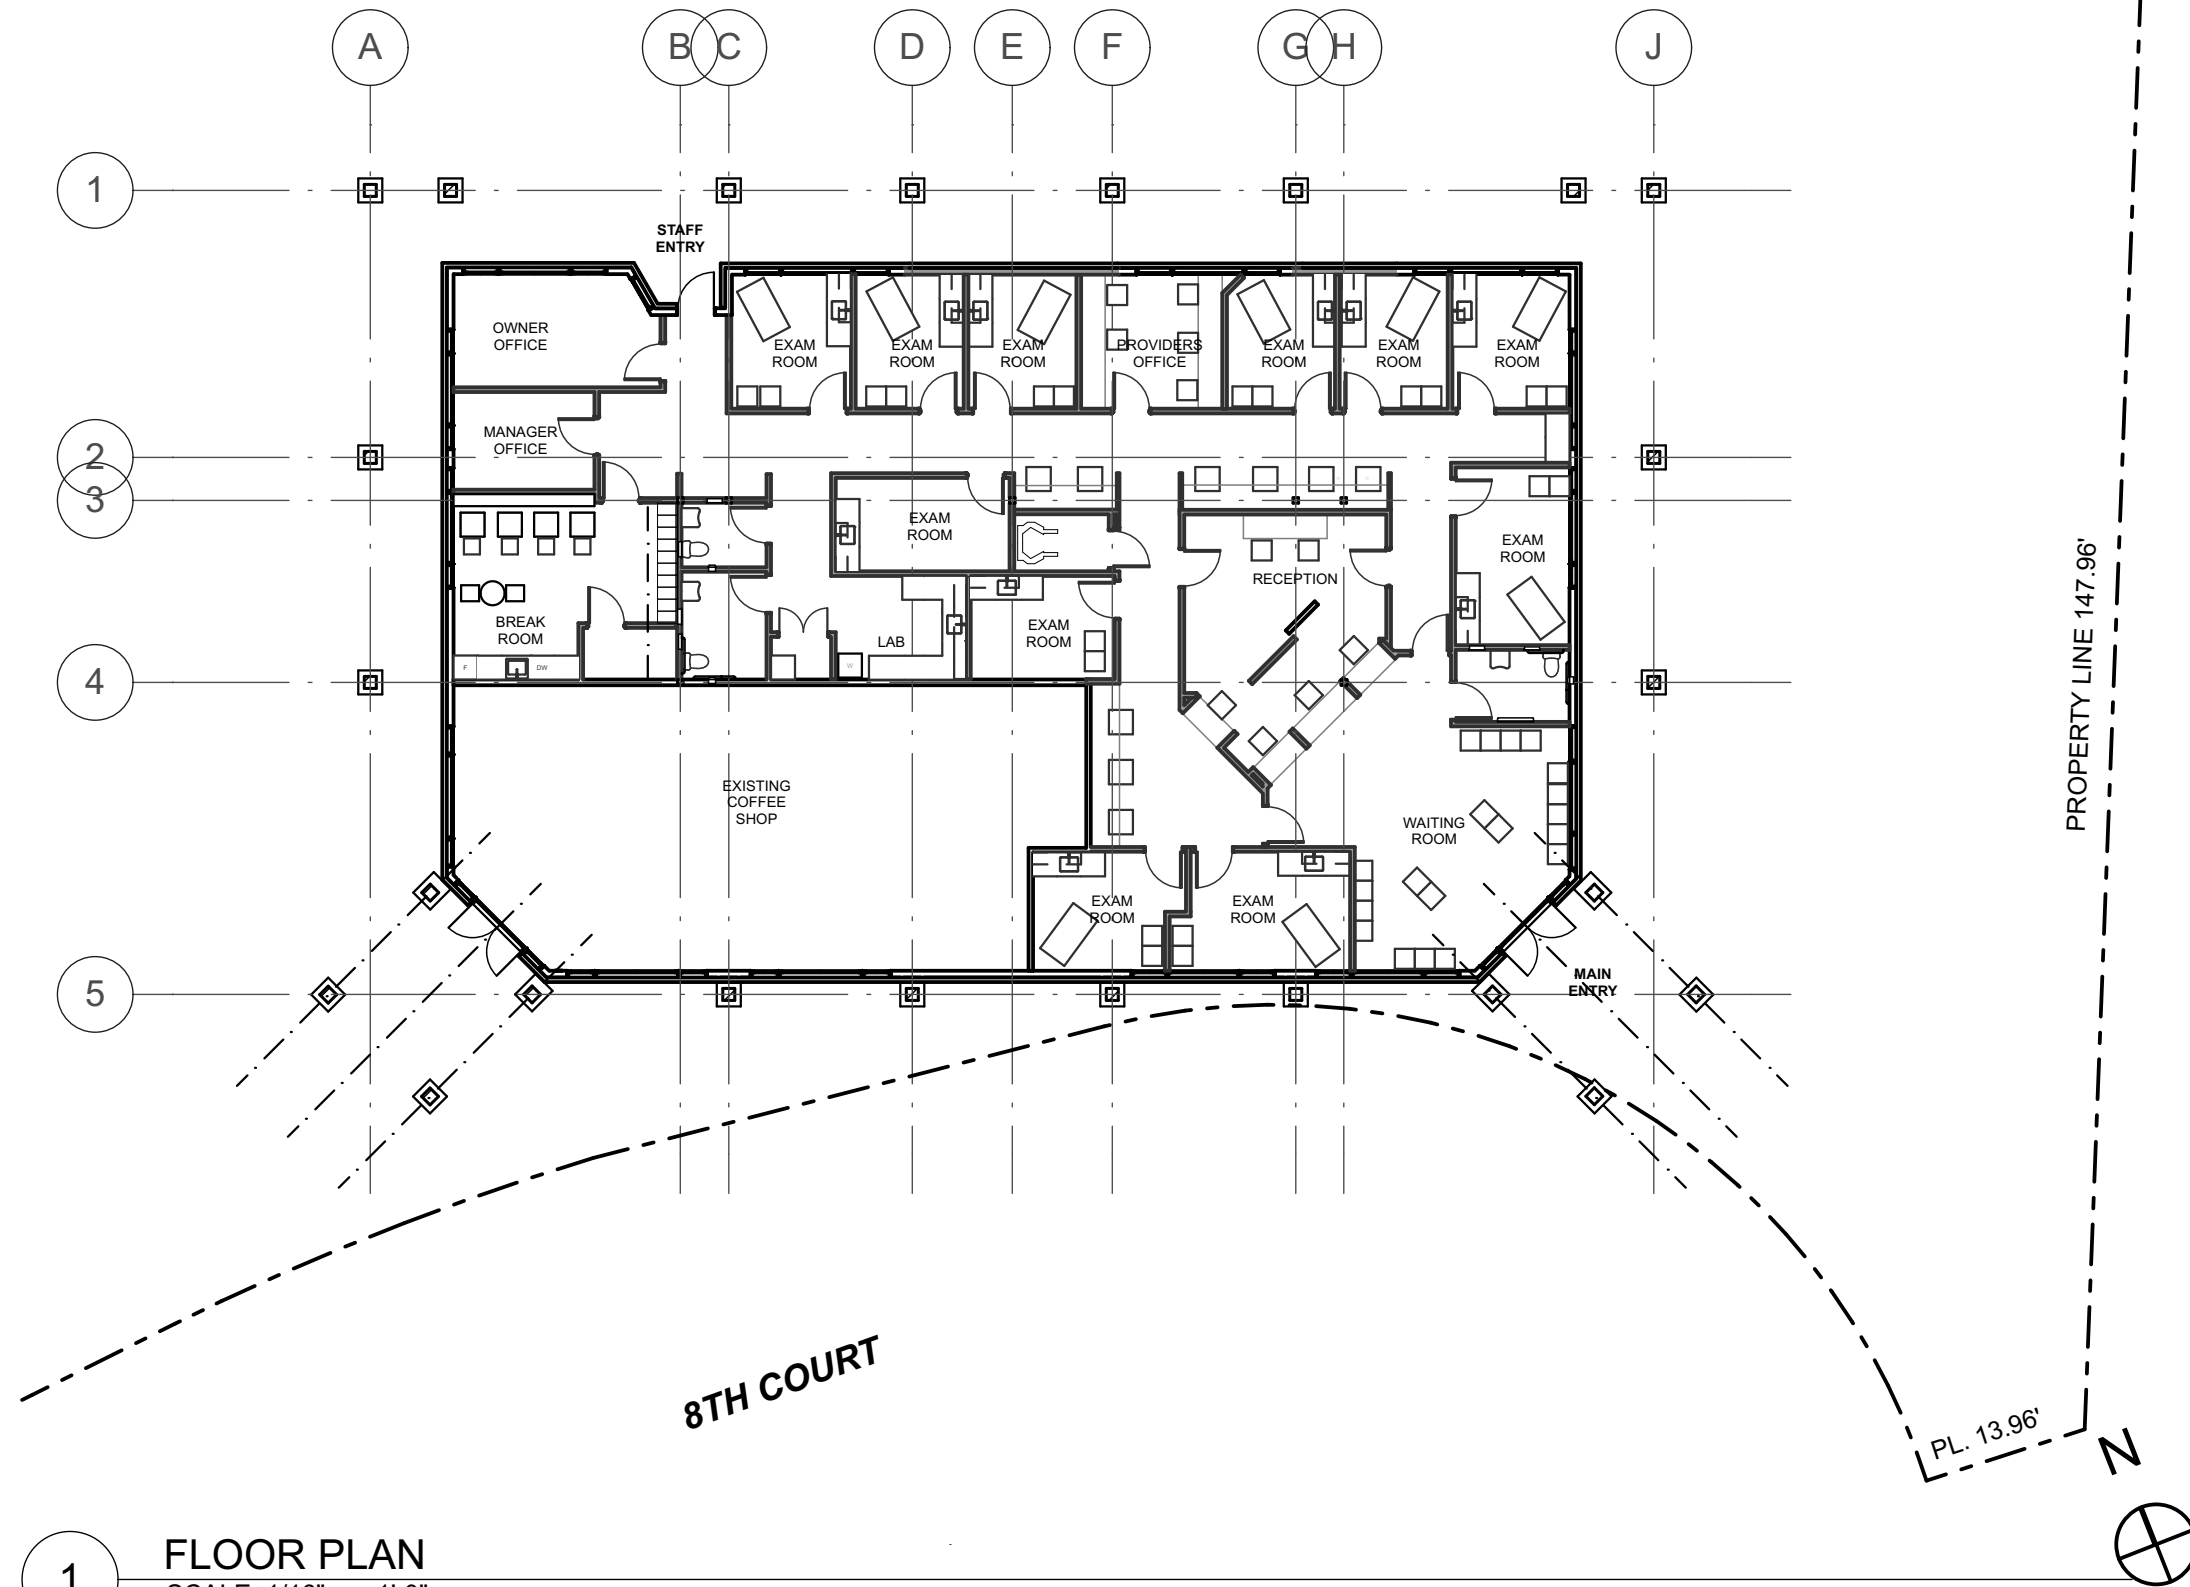 A
B
C
D
E
F
G
H
J
1
STAFF
ENTRY
OWNER
OFFICE
EXAM
ROOM
EXAM
ROOM
EXAM
ROOM
PROVIDERS
OFFICE
EXAM
ROOM
EXAM
ROOM
EXAM
ROOM
2
MANAGER
OFFICE
3
EXAM
ROOM
EXAM
ROOM
RECEPTION
BREAK
ROOM
LAB
EXAM
ROOM
F
DW
W
4
PROPERTY LINE 147.96'
EXISTING
COFFEE
SHOP
WAITING
ROOM
EXAM
ROOM
EXAM
ROOM
MAIN
ENTRY
5
8TH COURT
PL. 13.96'
N
1
FLOOR PLAN